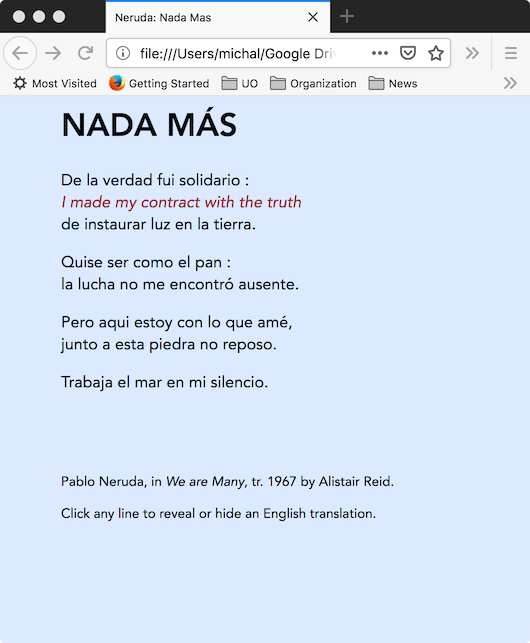 Neruda: Nada Mas
file:///Users/michal/Google Driv
Most Visited Getting Started UO Organization News
NADA MÁS
De la verdad fui solidario :
I made my contract with the truth
de instaurar luz en la tierra.
Quise ser como el pan :
la lucha no me encontró ausente.
Pero aqui estoy con lo que amé,
junto a esta piedra no reposo.
Trabaja el mar en mi silencio.
Pablo Neruda, in We are Many, tr. 1967 by Alistair Reid.
Click any line to reveal or hide an English translation.